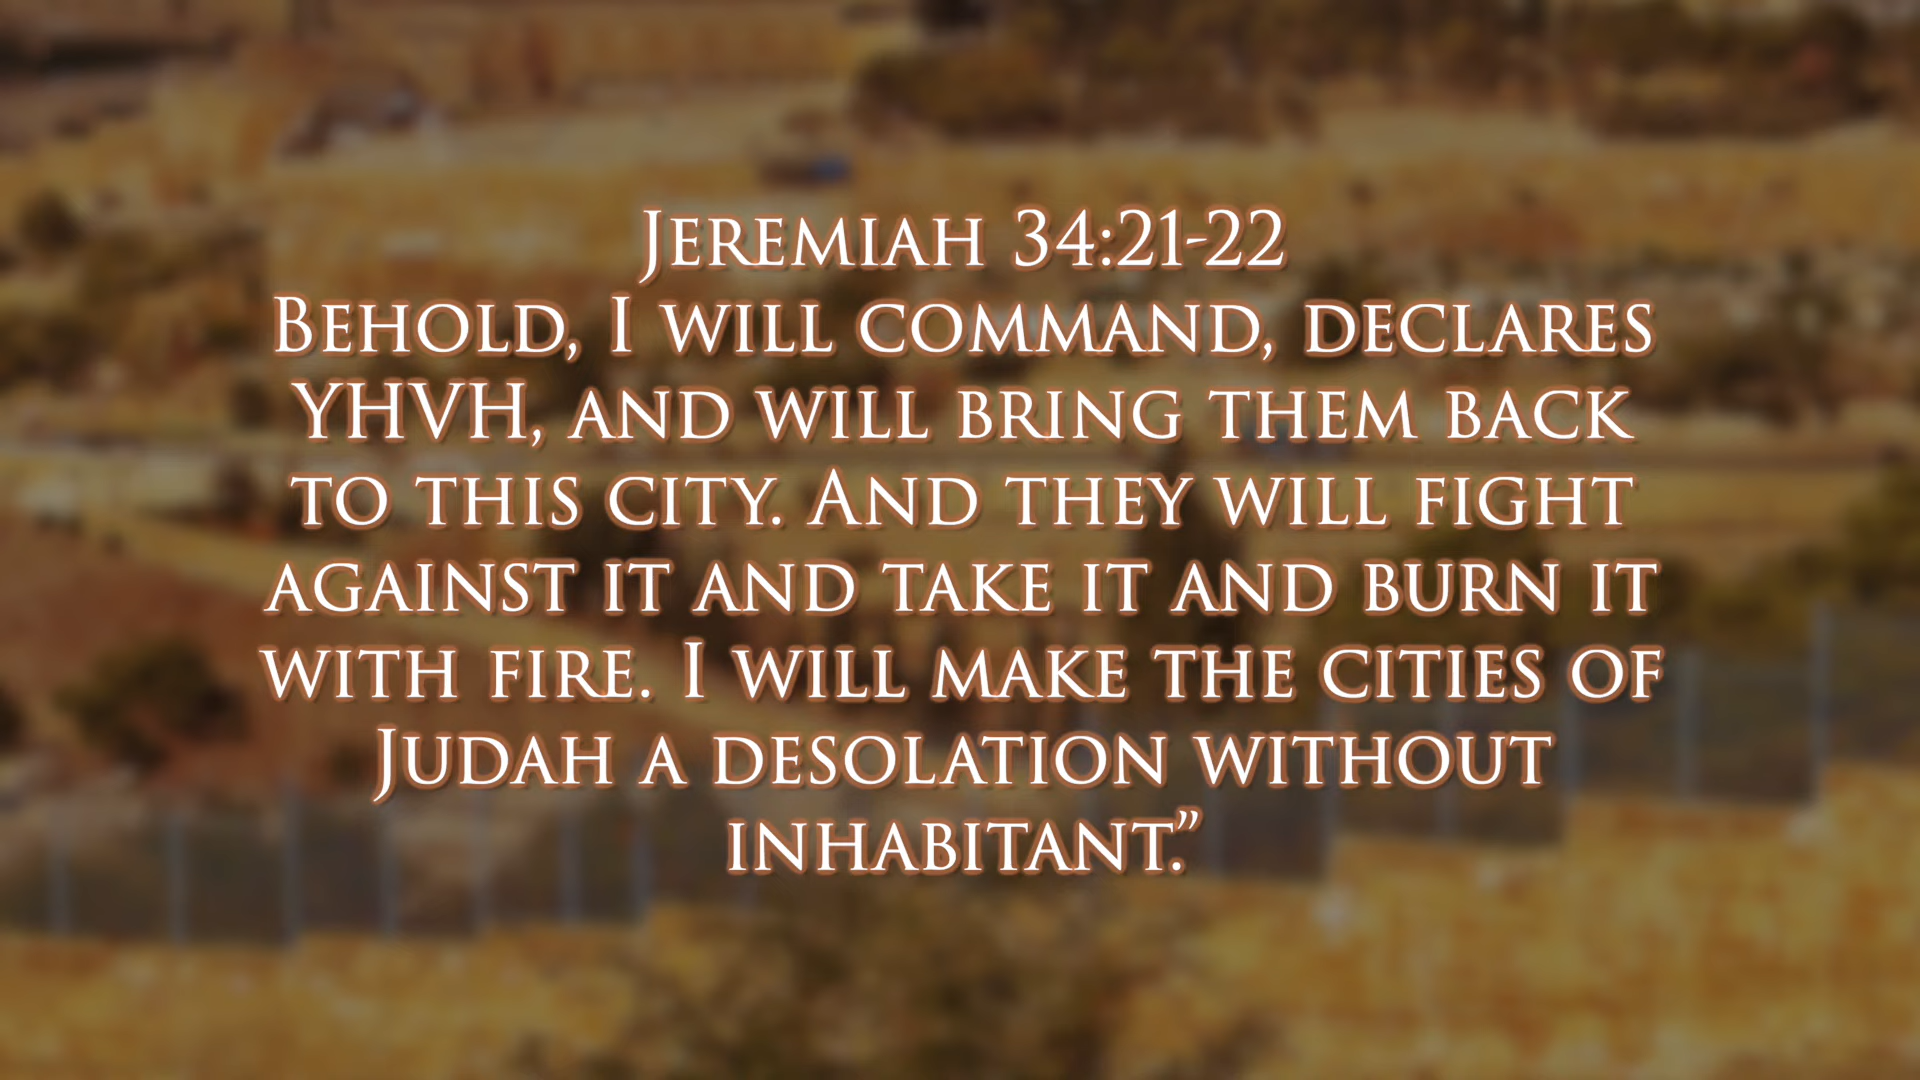 Jeremiah 34:21-22
Behold, I will command, declares
YHVH, and will bring them back
to this city. And they will fight
against it and take it and burn it
with fire. I will make the cities of
Judah a desolation without
inhabitant.”